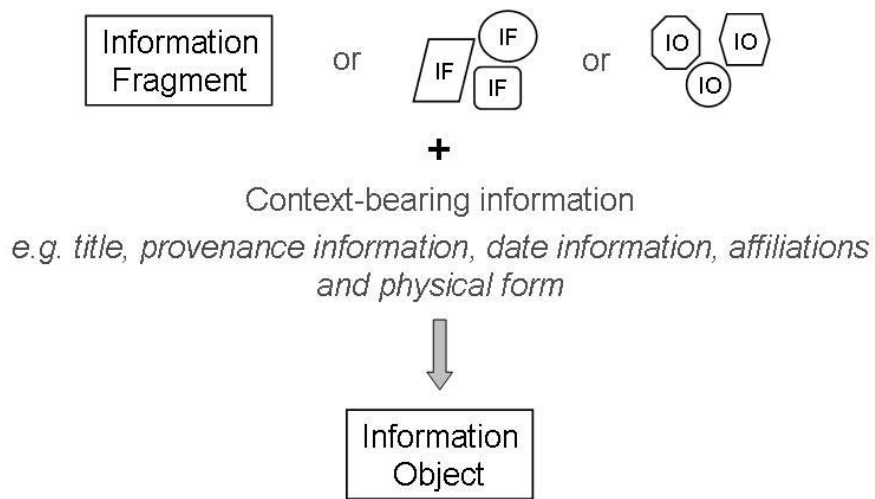 Information
Fragment
or
IF
IF
IF
or
IO
IO
IO
+
Context-bearing information
e.g. title, provenance information, date information, affiliations
and physical form
Information
Object